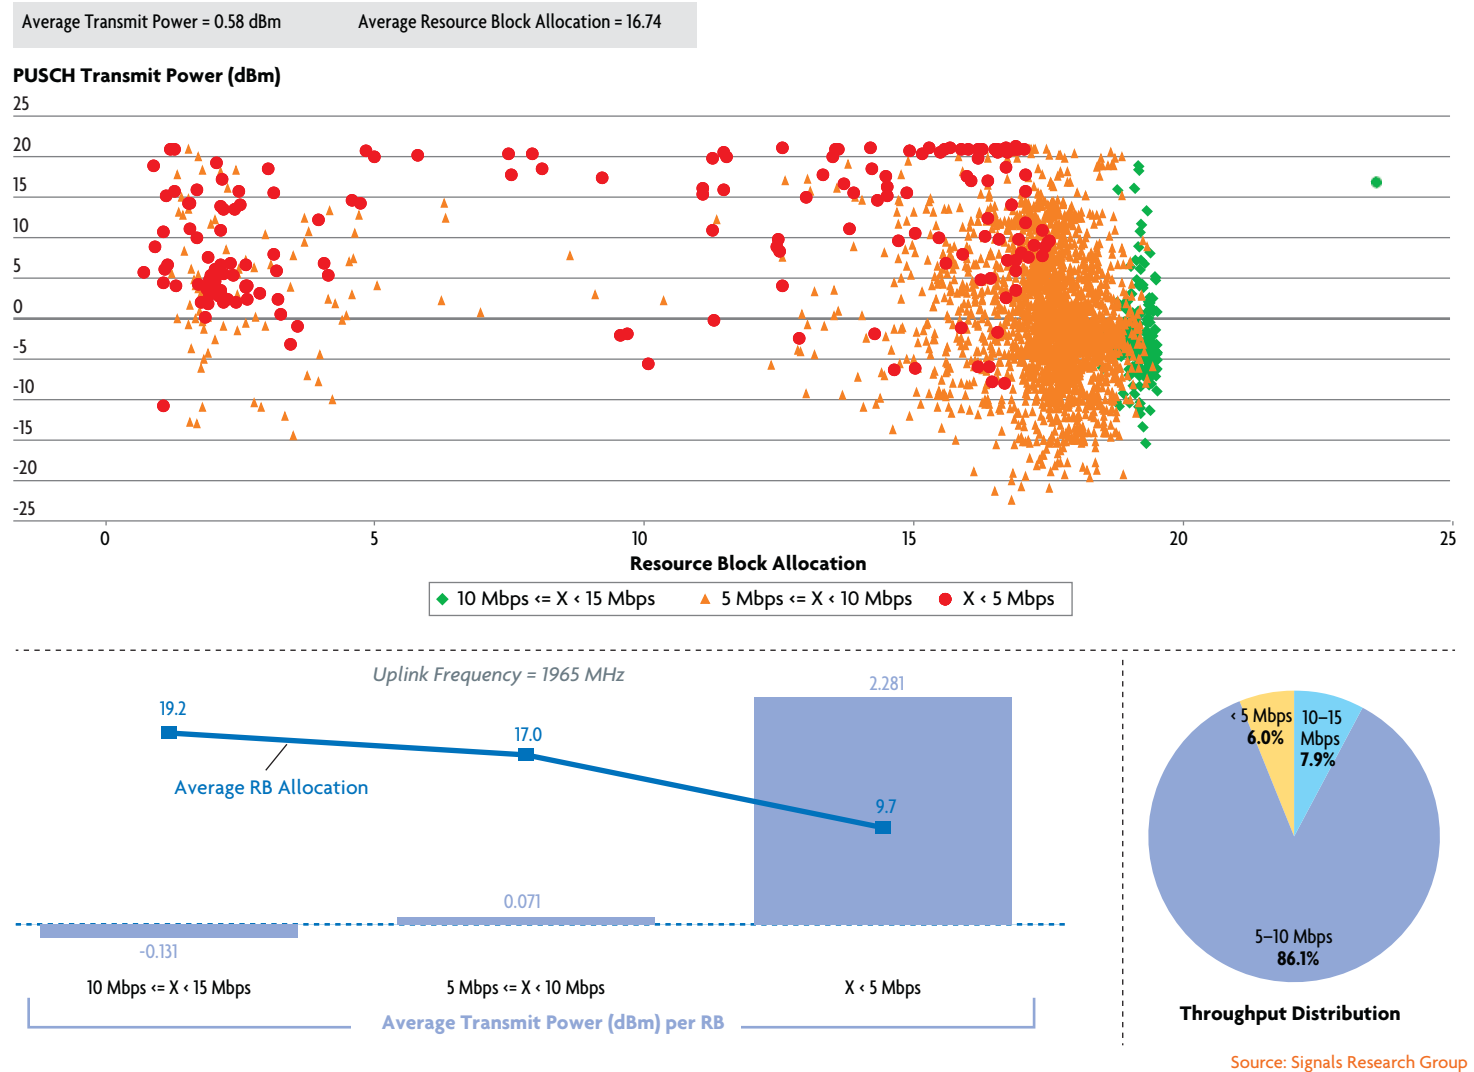 Average Transmit Power = 0.58 dBm Average Resource Block Allocation = 16.74
PUSCH Transmit Power (dBm)
25
20
15
10
5
0
-5
-10
-15
-20
-25
0 5 10 15 20 25
Resource Block Allocation
10 Mbps <= X < 15 Mbps 5 Mbps <= X < 10 Mbps X < 5 Mbps
Uplink Frequency = 1965 MHz
19.2
17.0
2.281
Average RB Allocation
9.7
0.071
-0.131
10 Mbps <= X < 15 Mbps 5 Mbps <= X < 10 Mbps X < 5 Mbps
Average Transmit Power (dBm) per RB
< 5 Mbps
6.0%
10–15
Mbps
7.9%
5–10 Mbps
86.1%
Throughput Distribution
Source: Signals Research Group